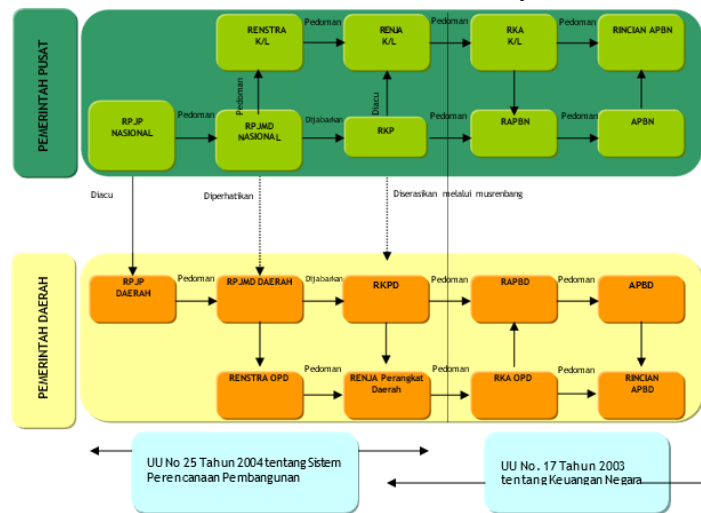 PEMERINTAH PUSAT
RENSTRA
K/L
Pedoman
RENJA
K/L
Pedoman
RKA
K/L
Pedoman
RINCIAN APBN
Pedoman
Diacu
RPJP
NASIONAL
Pedoman
RPJMD
NASIONAL
Dijabarkan
RKP
Pedoman
RAPBN
Pedoman
APBN
Diacu
Diperhatikan
Diserasikan melalui musrenbang
PEMERINTAH DAERAH
RPJP
DAERAH
Pedoman
RPJMD DAERAH
Dijabarkan
RKPD
Pedoman
RAPBD
Pedoman
APBD
RENSTRA OPD
Pedoman
RENJA Perangkat
Daerah
Pedoman
RKA OPD
Pedoman
RINCIAN
APBD
UU No 25 Tahun 2004 tentang Sistem
Perencanaan Pembangunan
UU No. 17 Tahun 2003
tentang Keuangan Negara